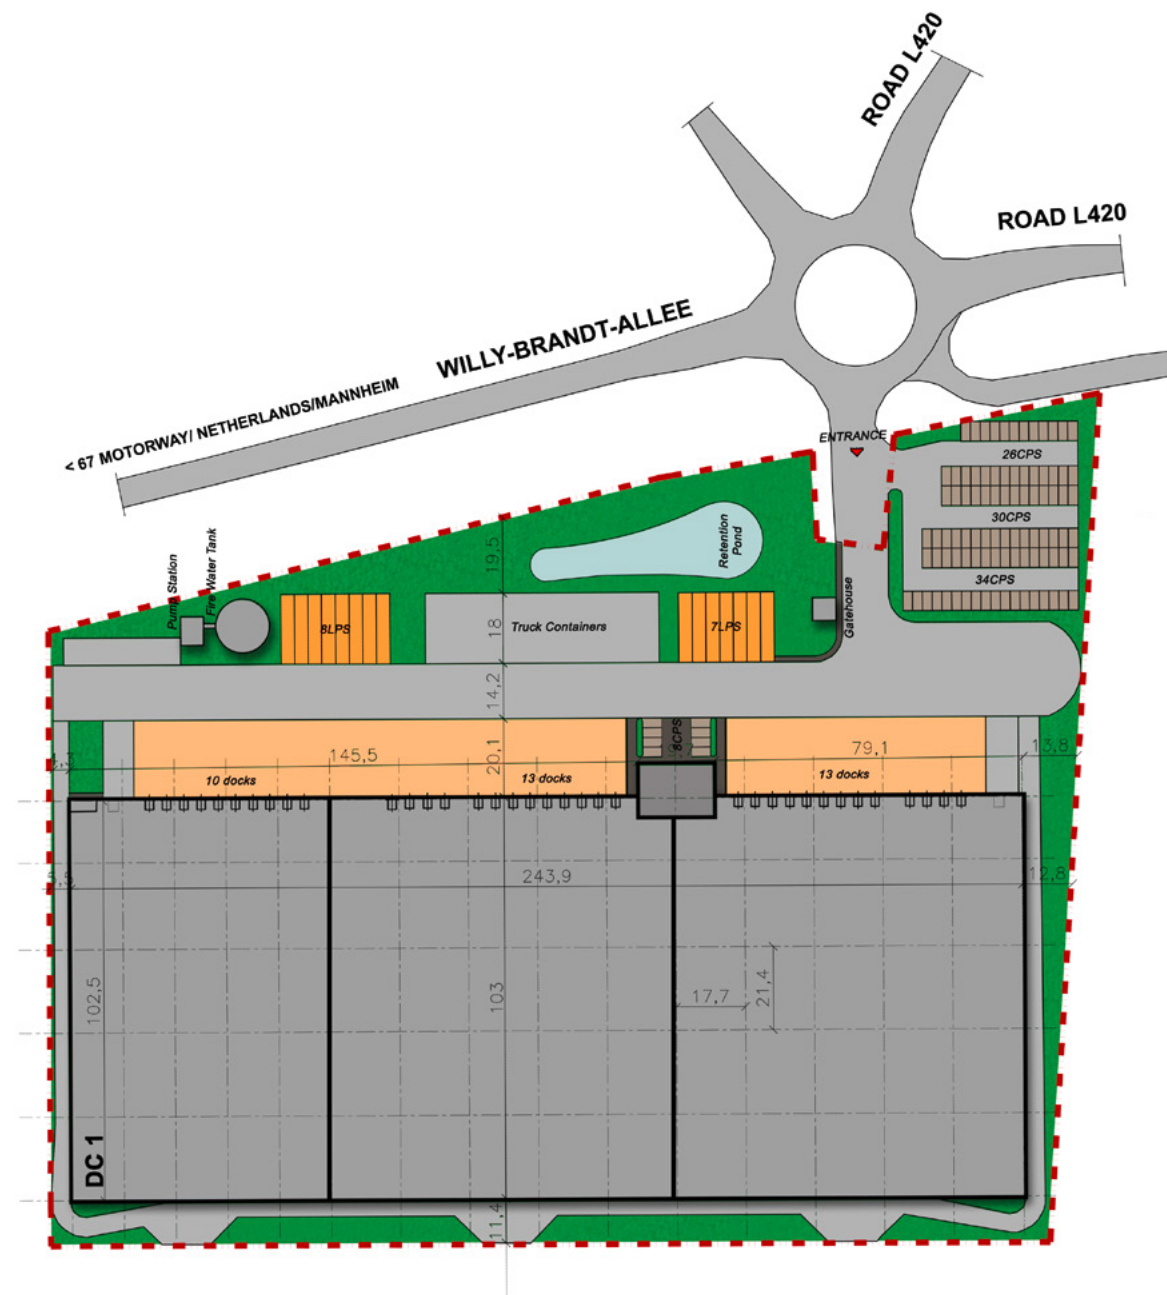 ROAD L420
ROAD L420
WILLY-BRANDT-ALLEE
< 67 MOTORWAY/ NETHERLANDS/MANNHEIM
ENTRANCE
26CPS
30CPS
34CPS
Retention
Pond
19,5
Pump Station
Fire Water Tank
8LPS
18
Truck Containers
7LPS
Gatehouse
14,2
8CPS
145,5
20,1
79,1
13,8
10 docks
13 docks
13 docks
243,9
12,8
102,5
103
17,7
21,4
DC 1
11,4